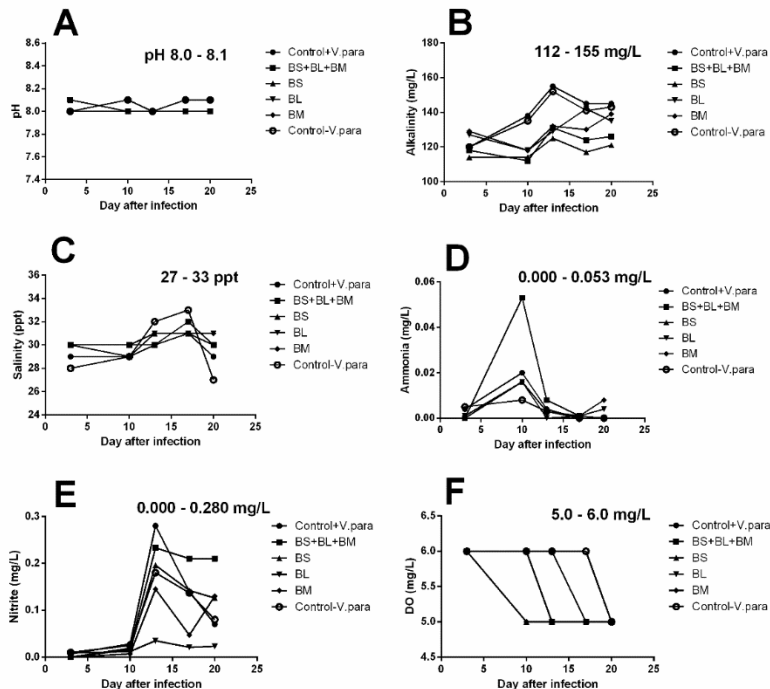 A
pH 8.0 - 8.1
8.6
8.4
8.2
8.0
7.8
7.6
7.4
pH
0 5 10 15 20 25
Day after infection
Control+V.para
BS+BL+BM
BS
BL
BM
Control-V.para
B
112 - 155 mg/L
180
160
140
120
100
Alkalinity (mg/L)
0 5 10 15 20 25
Day after infection
Control+V.para
BS+BL+BM
BS
BL
BM
Control-V.para
C
27 - 33 ppt
36
34
32
30
28
26
24
Salinity (ppt)
0 5 10 15 20 25
Day after infection
Control+V.para
BS+BL+BM
BS
BL
BM
Control-V.para
D
0.000 - 0.053 mg/L
0.06
0.04
0.02
0.00
Ammonia (mg/L)
0 5 10 15 20 25
Day after infection
Control+V.para
BS+BL+BM
BS
BL
BM
Control-V.para
E
0.000 - 0.280 mg/L
0.3
0.2
0.1
0.0
Nitrite (mg/L)
0 5 10 15 20 25
Day after infection
Control+V.para
BS+BL+BM
BS
BL
BM
Control-V.para
F
5.0 - 6.0 mg/L
6.5
6.0
5.5
5.0
4.5
DO (mg/L)
0 5 10 15 20 25
Day after infection
Control+V.para
BS+BL+BM
BS
BL
BM
Control-V.para